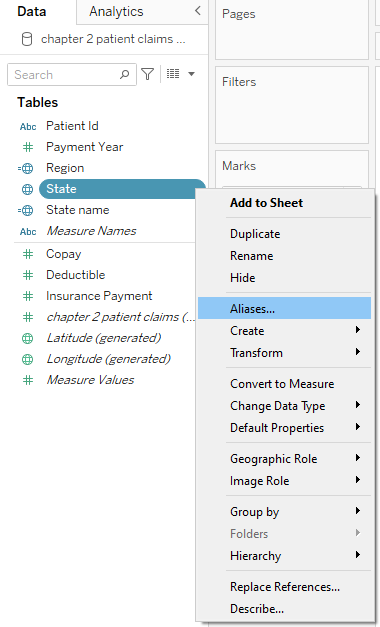 Data
Analytics
chapter 2 patient claims ...
Search
Tables
Abc Patient Id
Payment Year
Region
State
State name
Abc Measure Names
Copay
Deductible
Insurance Payment
chapter 2 patient claims (...
Latitude (generated)
Longitude (generated)
Measure Values
Pages
Filters
Marks
Add to Sheet
Duplicate
Rename
Hide
Aliases...
Create
Transform
Convert to Measure
Change Data Type
Default Properties
Geographic Role
Image Role
Group by
Folders
Hierarchy
Replace References...
Describe...